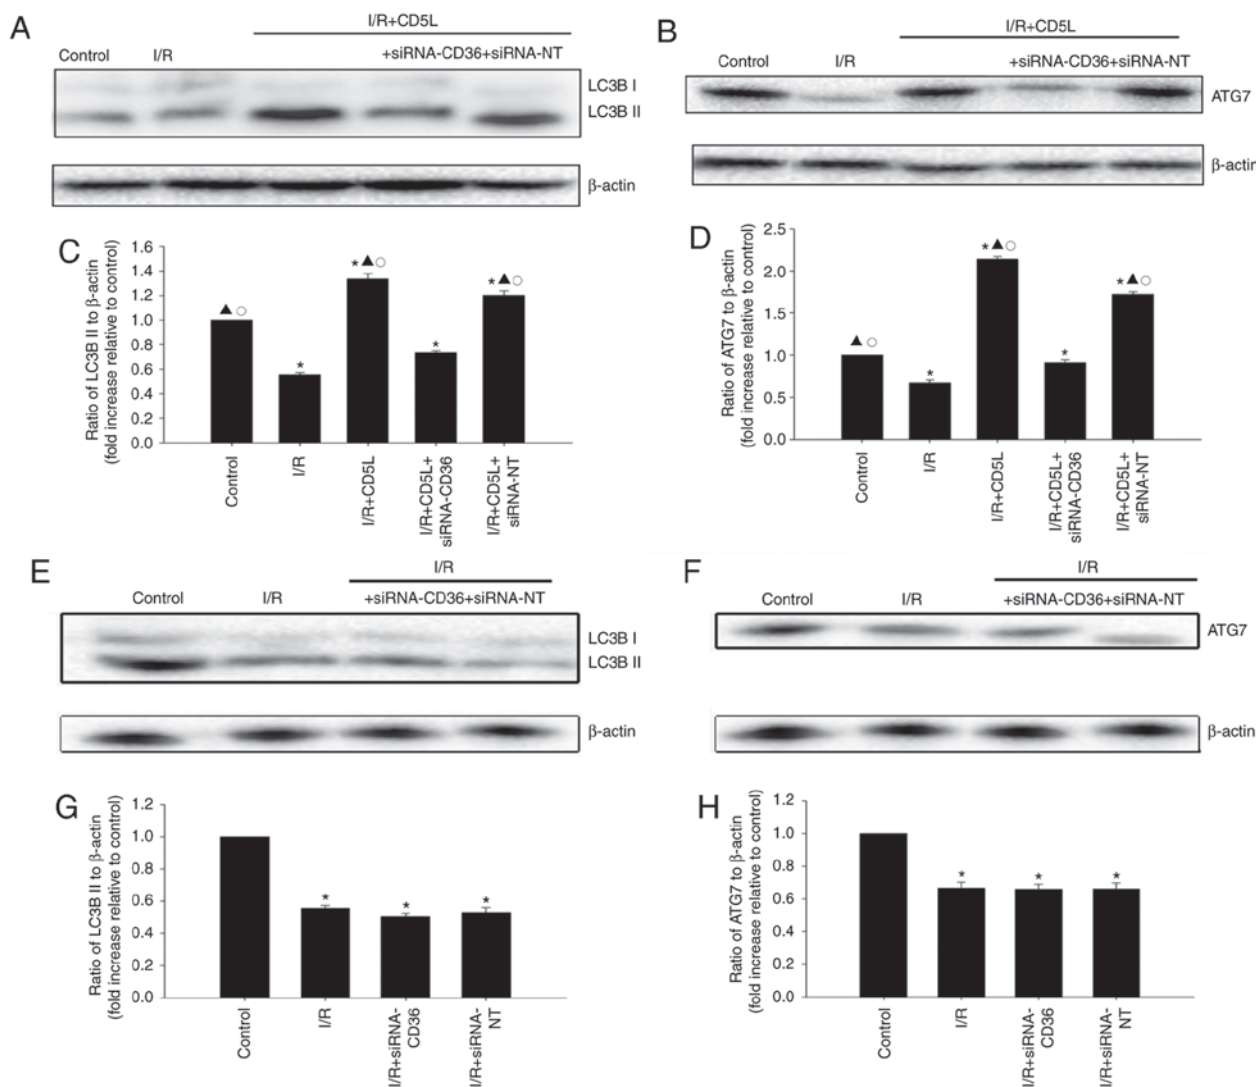 A
I/R+CD5L
Control I/R +siRNA-CD36+siRNA-NT
LC3B I
LC3B II
β-actin
B
I/R+CD5L
Control I/R +siRNA-CD36+siRNA-NT
ATG7
β-actin
C
Ratio of LC3B II to β-actin
(fold increase relative to control)
1.6
1.4
1.2
1.0
0.8
0.6
0.4
0.2
0.0
▲ ○
*
* ▲ ○
*
* ▲ ○
Control
I/R
I/R+CD5L
I/R+CD5L+
siRNA-CD36
I/R+CD5L+
siRNA-NT
D
Ratio of ATG7 to β-actin
(fold increase relative to control)
2.5
2.0
1.5
1.0
0.5
0.0
▲ ○
*
* ▲ ○
*
* ▲ ○
Control
I/R
I/R+CD5L
I/R+CD5L+
siRNA-CD36
I/R+CD5L+
siRNA-NT
E
I/R
Control I/R +siRNA-CD36+siRNA-NT
LC3B I
LC3B II
β-actin
F
I/R
Control I/R +siRNA-CD36+siRNA-NT
ATG7
β-actin
G
Ratio of LC3B II to β-actin
(fold increase relative to control)
1.2
1.0
0.8
0.6
0.4
0.2
0.0
*
*
*
Control
I/R
I/R+siRNA-
CD36
I/R+siRNA-
NT
H
Ratio of ATG7 to β-actin
(fold increase relative to control)
1.2
1.0
0.8
0.6
0.4
0.2
0.0
*
*
*
Control
I/R
I/R+siRNA-
CD36
I/R+siRNA-
NT